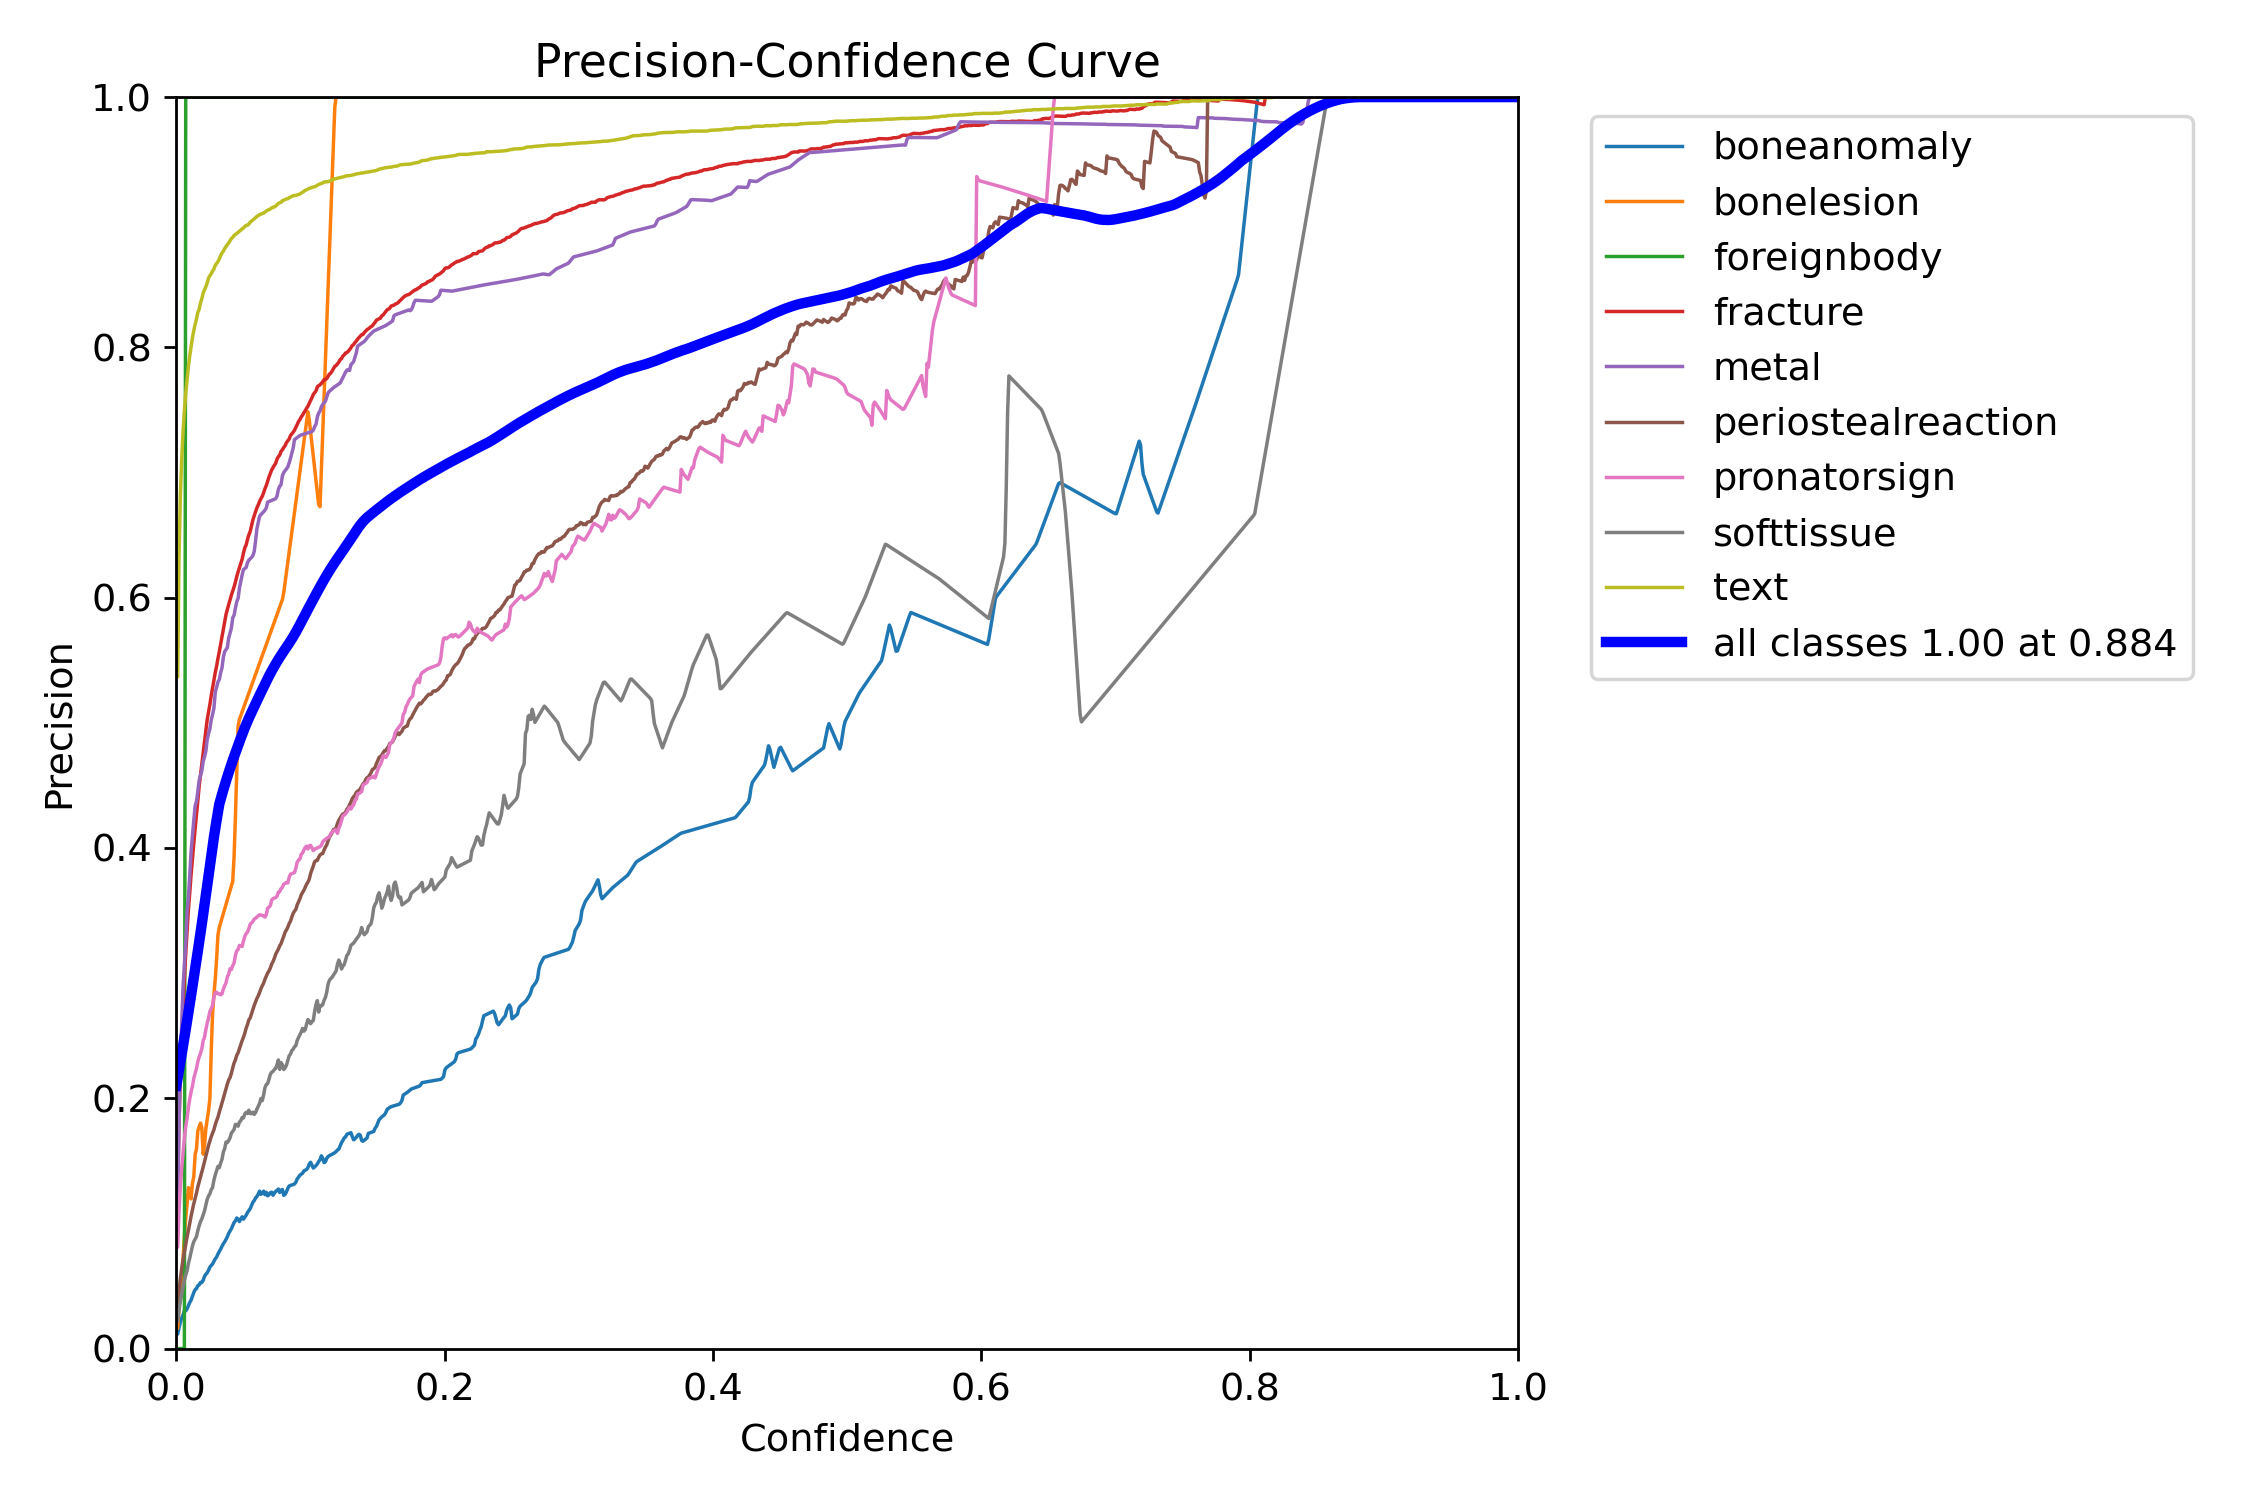 Precision-Confidence Curve
1.0
0.8
0.6
0.4
0.2
0.0
Precision
0.0 0.2 0.4 0.6 0.8 1.0
Confidence
boneanomaly
bonelesion
foreignbody
fracture
metal
periostealreaction
pronatorsign
softtissue
text
all classes 1.00 at 0.884